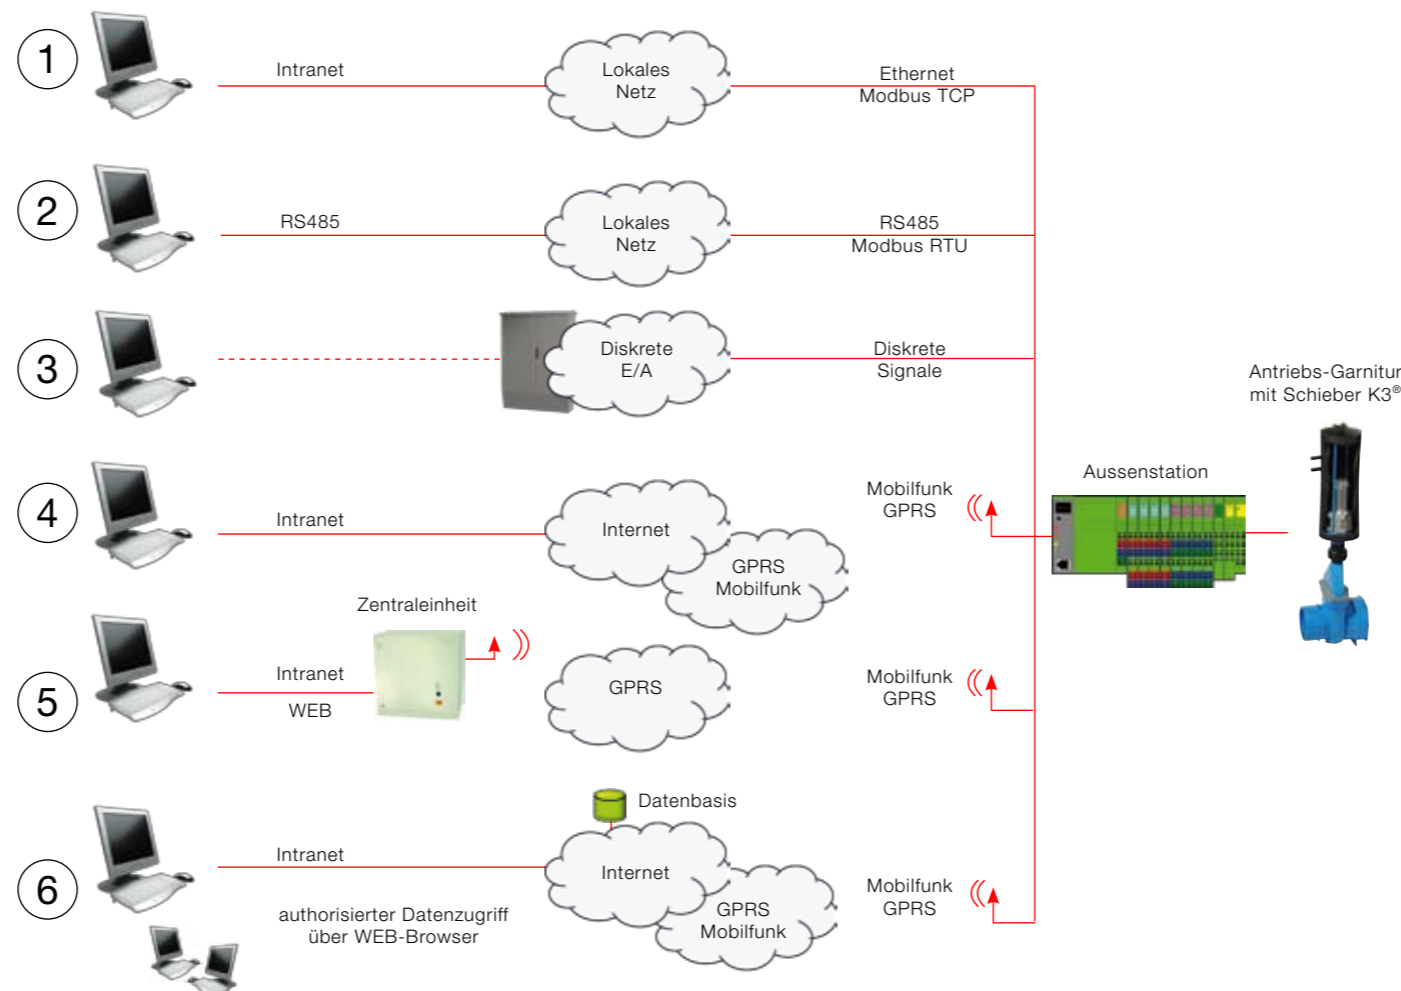 1
Intranet
Lokales
Netz
Ethernet
Modbus TCP
2
RS485
Lokales
Netz
RS485
Modbus RTU
3
Diskrete
E/A
Diskrete
Signale
Antriebs-Garnitur
mit Schieber K3®
4
Intranet
Internet
GPRS
Mobilfunk
Mobilfunk
GPRS
Aussenstation
5
Intranet
WEB
Zentraleinheit
GPRS
Mobilfunk
GPRS
6
Intranet
authorisierter Datenzugriff
über WEB-Browser
Datenbasis
Internet
GPRS
Mobilfunk
Mobilfunk
GPRS